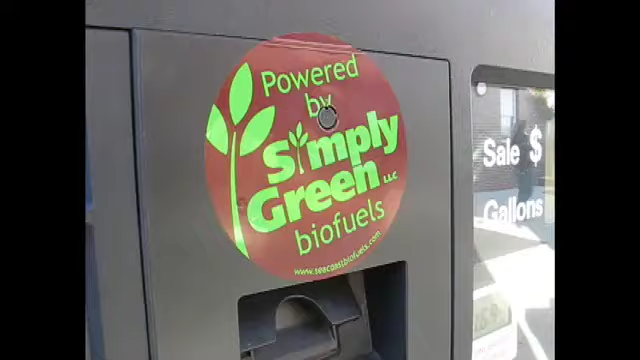 Powered
by
Simply
Green LLC
biofuels
www.seacoastbiofuels.com
Sale $
Gallons